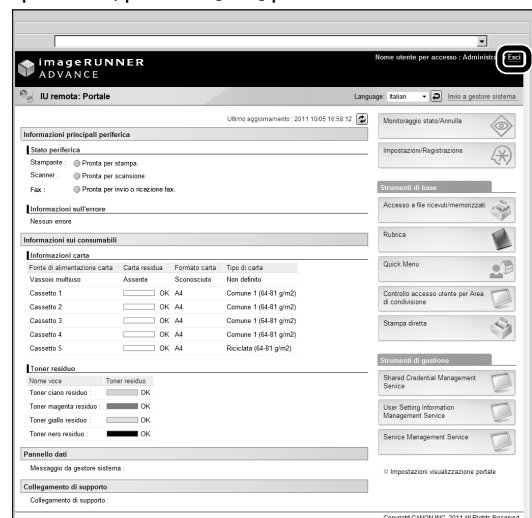 Nome utente per accesso : Administra
Esci
imageRUNNER
ADVANCE
IU remota: Portale
Language: Italian
Invio a gestore sistema
Ultimo aggiornamento : 2011 10/05 16:58:12
Informazioni principali periferica
Stato periferica
Stampante : Pronta per stampa.
Scanner : Pronta per scansione.
Fax : Pronta per invio o ricezione fax.
Informazioni sull'errore
Nessun errore
Informazioni sui consumabili
Informazioni carta
Fonte di alimentazione carta Carta residua Formato carta Tipo di carta
Vassoio multiuso Assente Sconosciuto Non definito
Cassetto 1 OK A4 Comune 1 (64-81 g/m2)
Cassetto 2 OK A4 Comune 1 (64-81 g/m2)
Cassetto 3 OK A4 Comune 1 (64-81 g/m2)
Cassetto 4 OK A4 Comune 1 (64-81 g/m2)
Cassetto 5 OK A4 Riciclata (64-81 g/m2)
Toner residuo
Nome voce Toner residuo
Toner ciano residuo : OK
Toner magenta residuo : OK
Toner giallo residuo : OK
Toner nero residuo : OK
Pannello dati
Messaggio da gestore sistema :
Collegamento di supporto
Collegamento di supporto :
Monitoraggio stato/Annulla
Impostazioni/Registrazione
Strumenti di base
Accesso a file ricevuti/memorizzati
Rubrica
Quick Menu
Controllo accesso utente per Area
di condivisione
Stampa diretta
Strumenti di gestione
Shared Credential Management
Service
User Setting Information
Management Service
Service Management Service
Impostazioni visualizzazione portale
Copyright CANON INC. 2011 All Rights Reserved